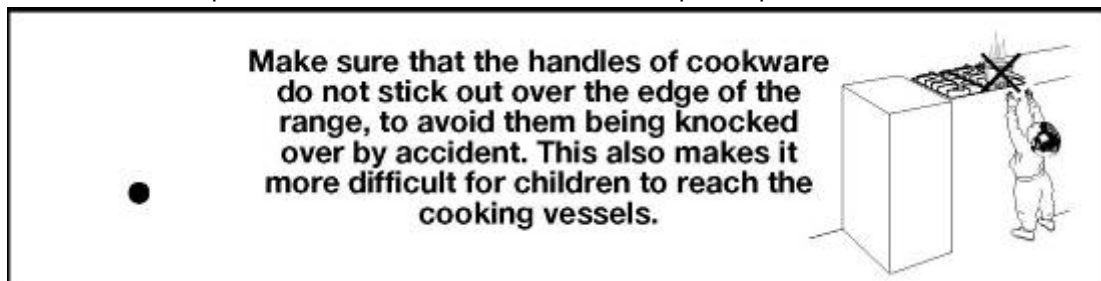 Make sure that the handles of cookware
do not stick out over the edge of the
range, to avoid them being knocked
over by accident. This also makes it
more difficult for children to reach the
cooking vessels.